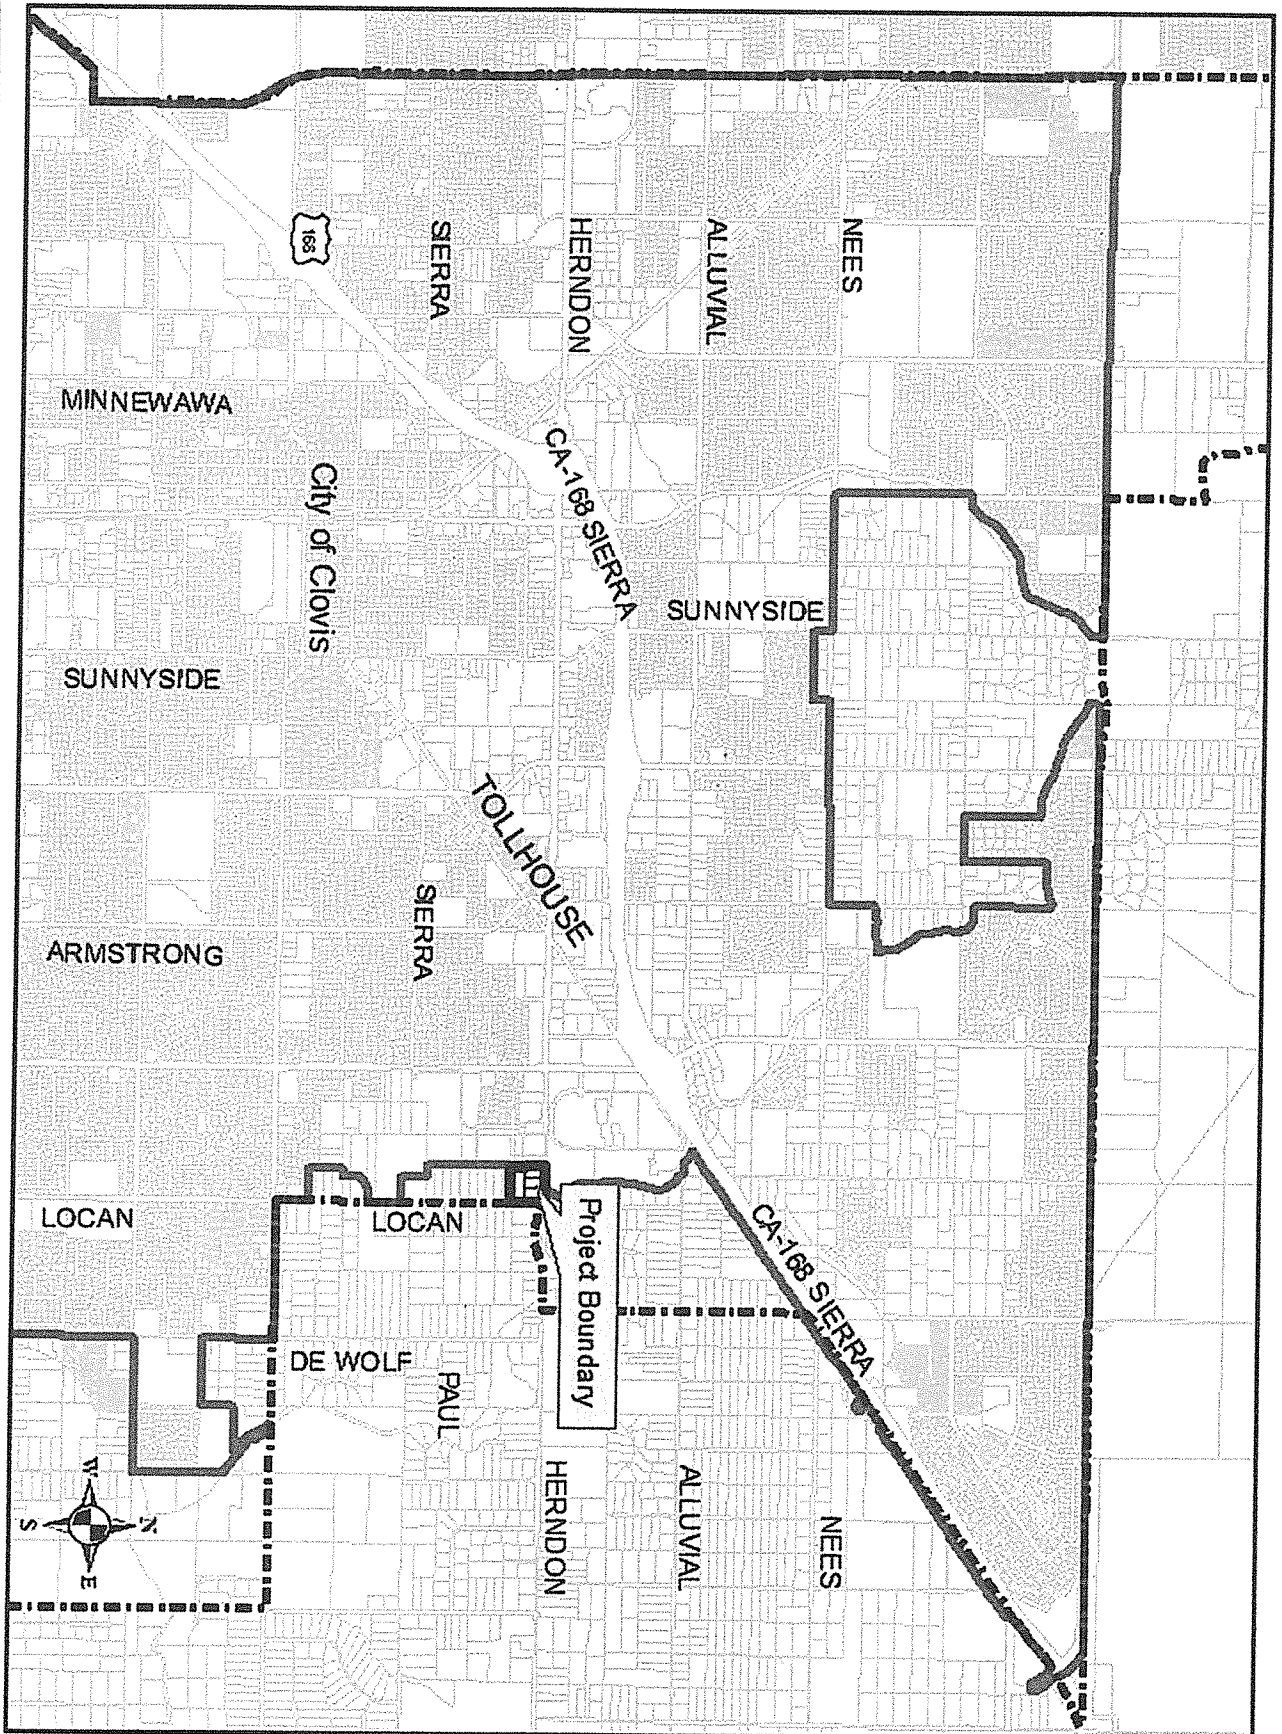 NEES
ALLUVIAL
HERNDON
SIERRA
168
MINNEWAWA
CA-168 SIERRA
City of Clovis
SUNNYSIDE
SUNNYSIDE
TOLLHOUSE
SIERRA
ARMSTRONG
LOCAN
LOCAN
Project Boundary
CA-168 SIERRA
DE WOLF
PAUL
HERNDON
ALLUVIAL
NEES
W
N
S
E